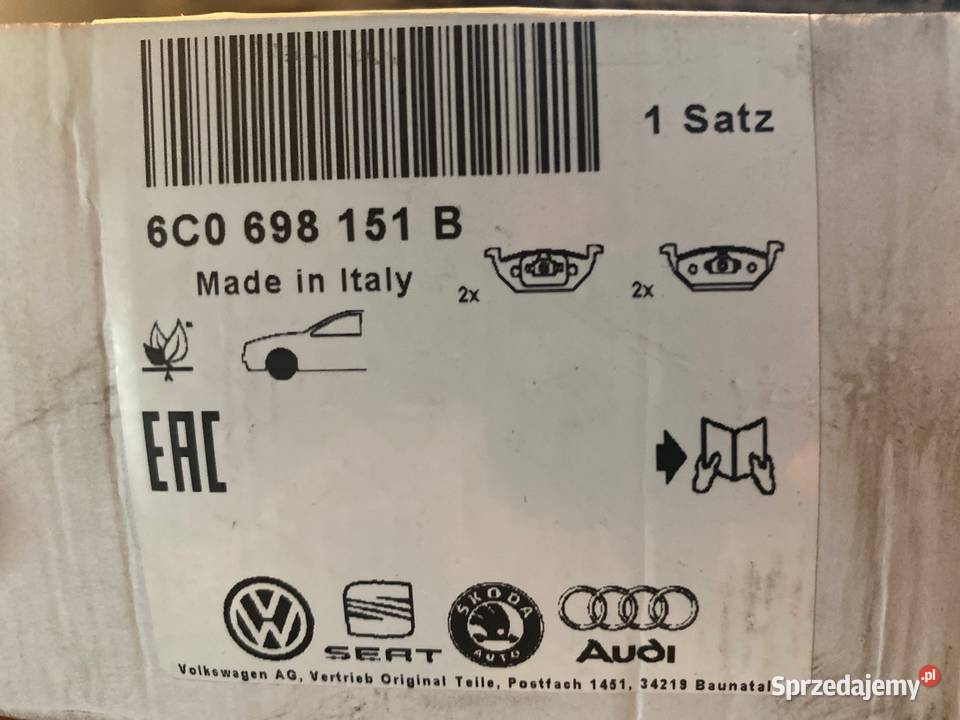 1 Satz
6C0 698 151 B
Made in Italy
2x
2x
EAC
SEAT
SKODA
AUTO
Audi
Volkswagen AG, Vertrieb Original Teile, Postfach 1451, 34219 Baunatal
Sprzedajemy.pl